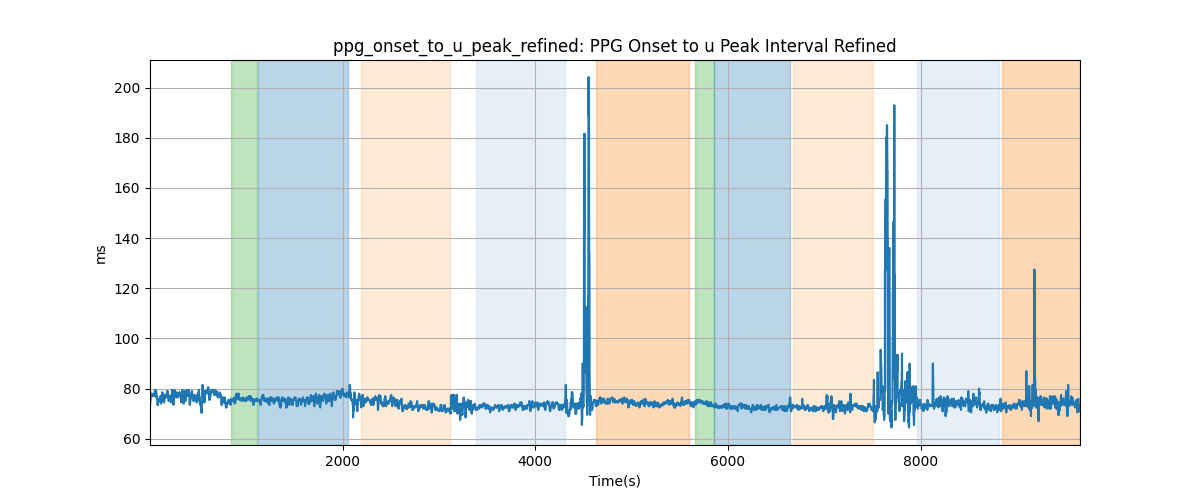 ppg_onset_to_u_peak_refined: PPG Onset to u Peak Interval Refined
200
180
160
140
120
100
80
60
ms
2000 4000 6000 8000
Time(s)